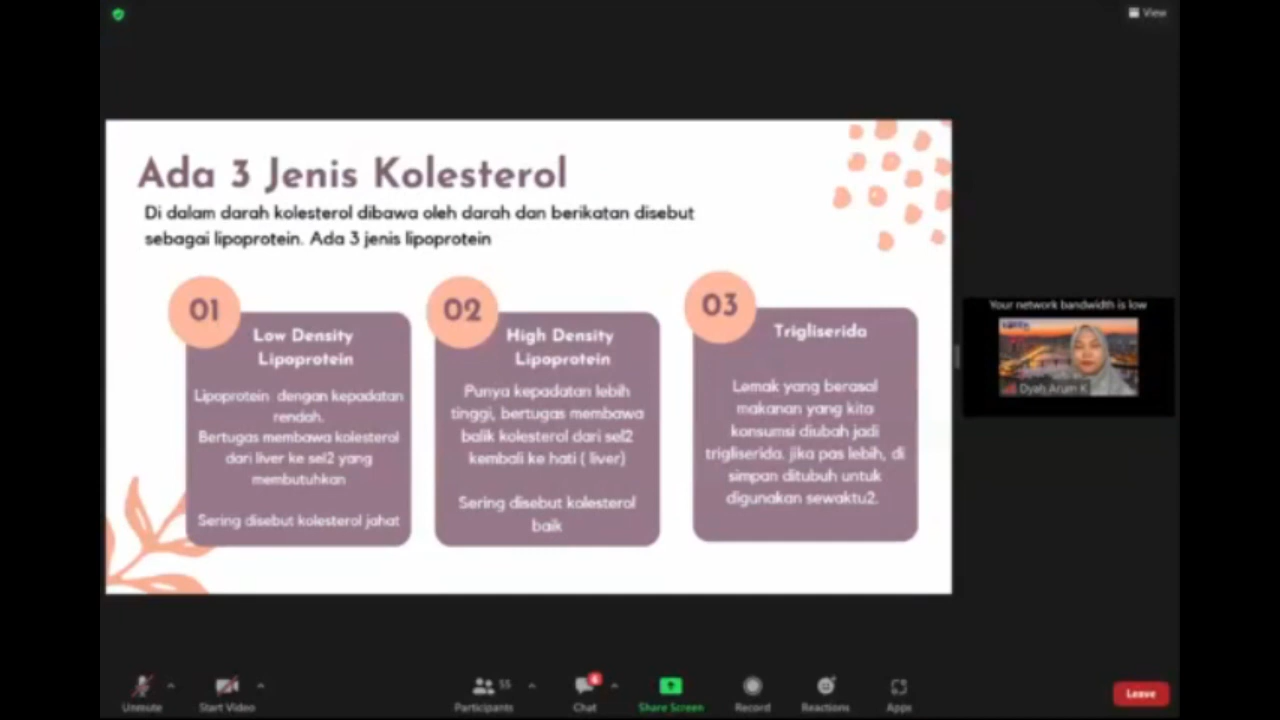 View
Ada 3 Jenis Kolesterol
Di dalam darah kolesterol dibawa oleh darah dan berikatan disebut
sebagai lipoprotein. Ada 3 jenis lipoprotein
01
Low Density
Lipoprotein
Lipoprotein dengan kepadatan
rendah.
Bertugas membawa kolesterol
dari liver ke sel2 yang
membutuhkan
Sering disebut kolesterol jahat
02
High Density
Lipoprotein
Punya kepadatan lebih
tinggi, bertugas membawa
balik kolesterol dari sel2
kembali ke hati ( liver)
Sering disebut kolesterol
baik
03
Trigliserida
Lemak yang berasal
makanan yang kita
konsumsi diubah jadi
trigliserida. jika pas lebih, di
simpan ditubuh untuk
digunakan sewaktu2.
Your network bandwidth is low
Dyah Arum K
Unmute
Start Video
Participants
55
Chat
6
Share Screen
Record
Reactions
Apps
Leave